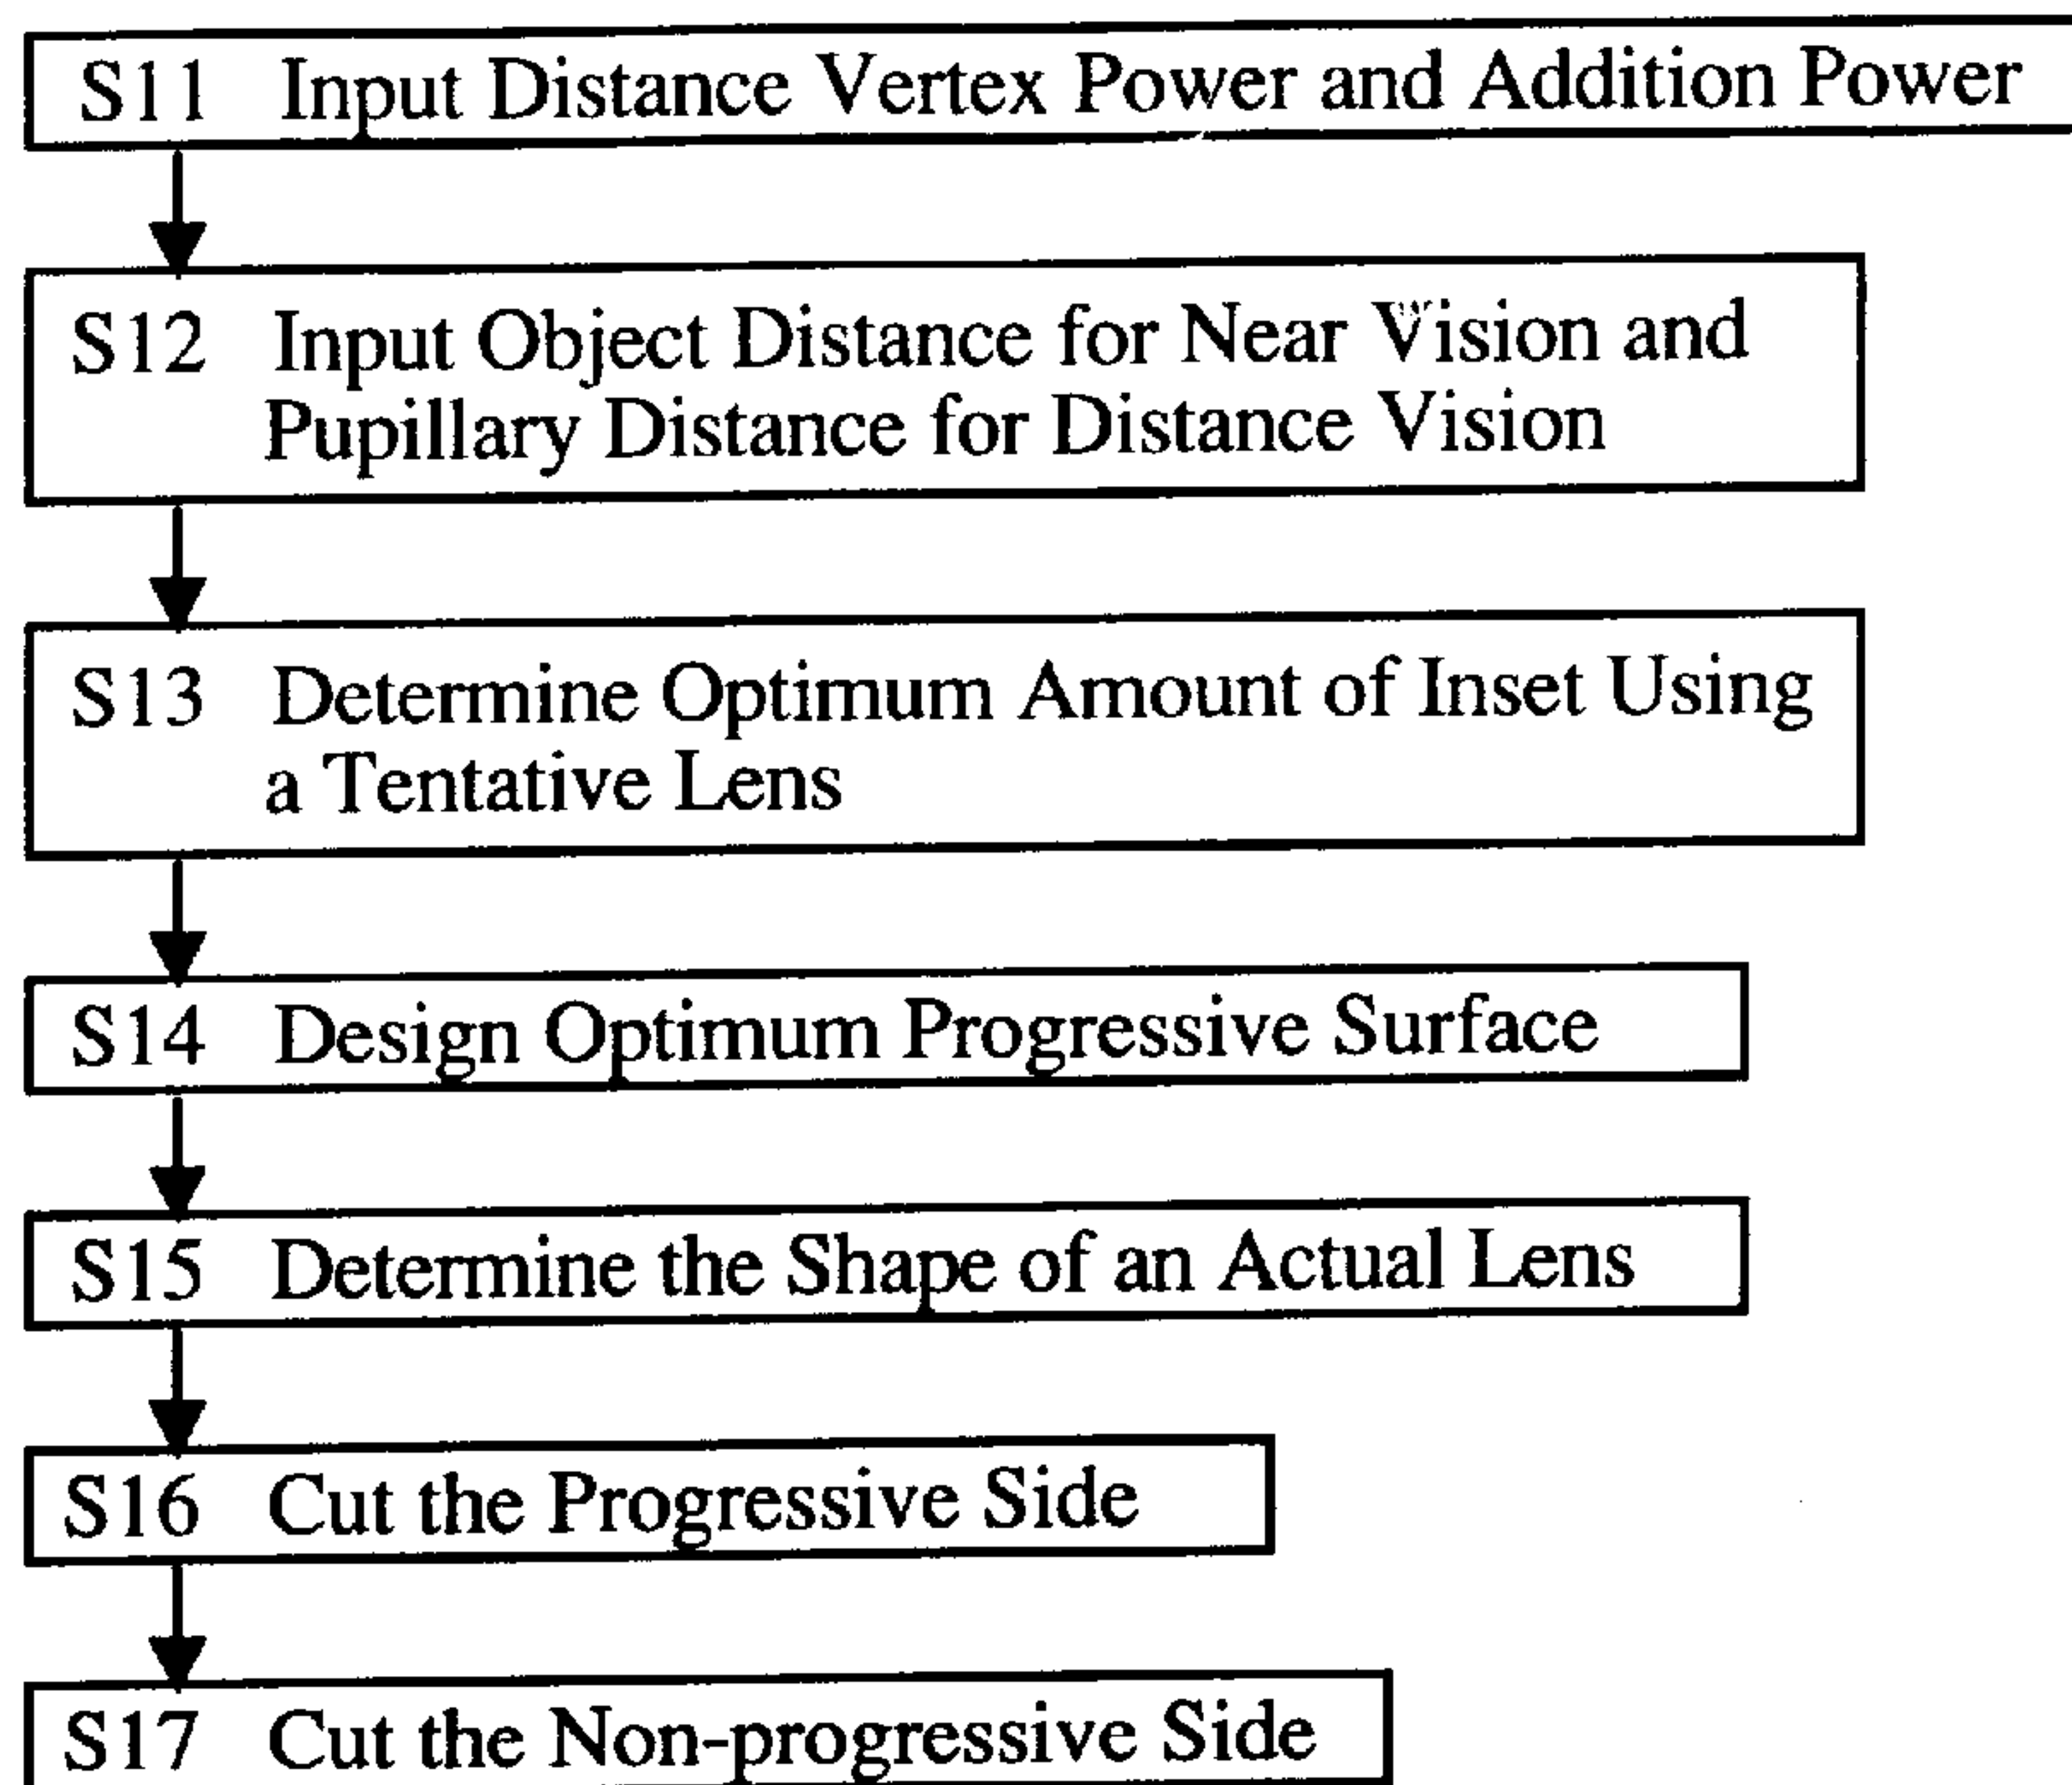 S11 Input Distance Vertex Power and Addition Power
S12 Input Object Distance for Near Vision and
Pupillary Distance for Distance Vision
S13 Determine Optimum Amount of Inset Using
a Tentative Lens
S14 Design Optimum Progressive Surface
S15 Determine the Shape of an Actual Lens
S16 Cut the Progressive Side
S17 Cut the Non-progressive Side